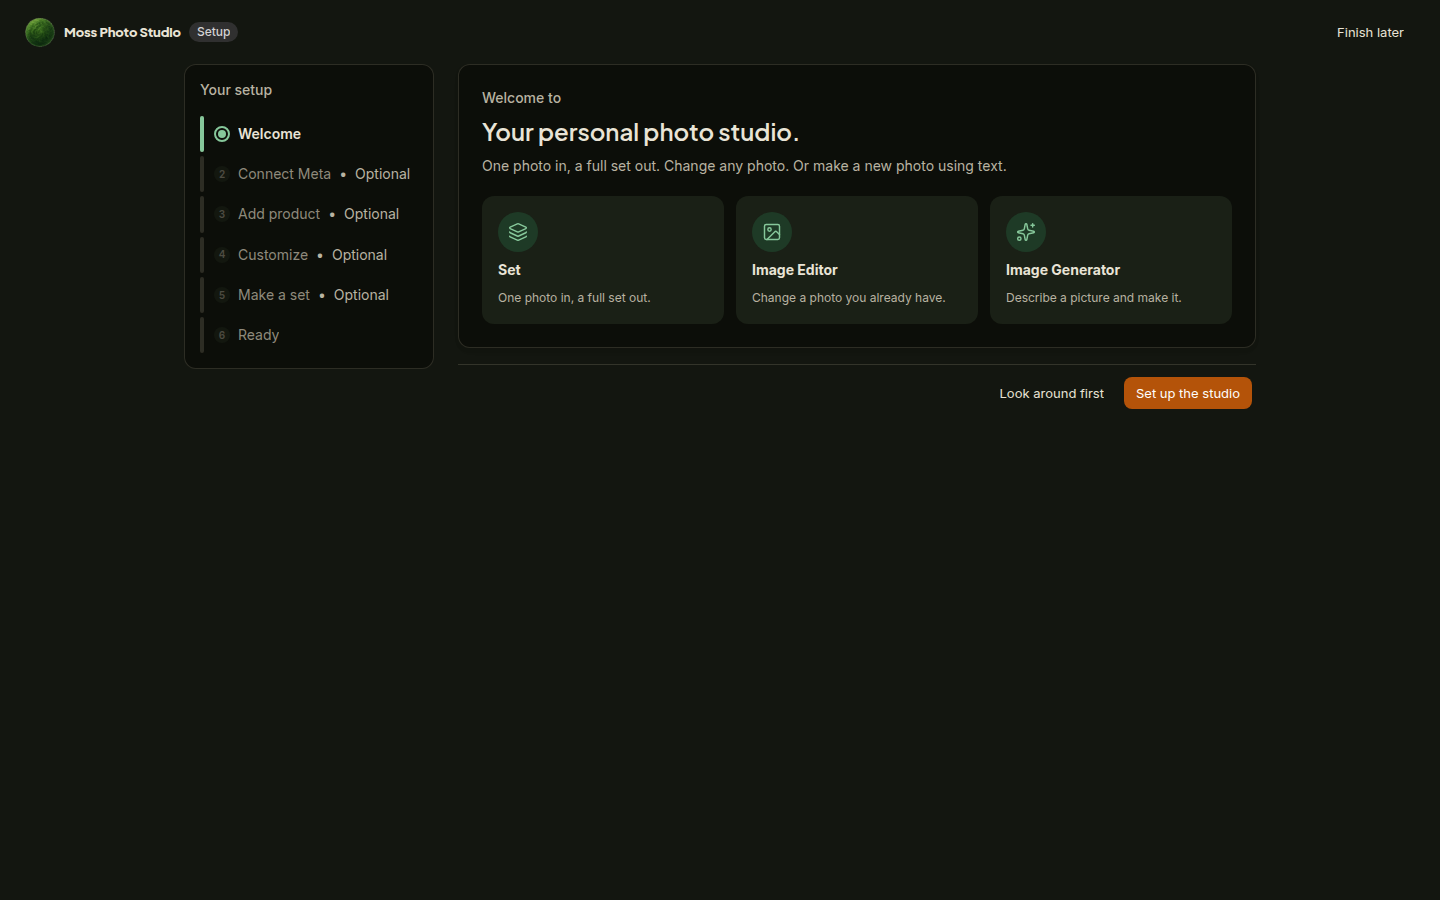 Moss Photo Studio
Setup
Finish later
Your setup
Welcome
2 Connect Meta • Optional
3 Add product • Optional
4 Customize • Optional
5 Make a set • Optional
6 Ready
Welcome to
Your personal photo studio.
One photo in, a full set out. Change any photo. Or make a new photo using text.
Set
One photo in, a full set out.
Image Editor
Change a photo you already have.
Image Generator
Describe a picture and make it.
Look around first
Set up the studio